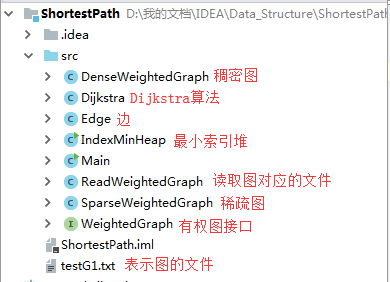 ShortestPath D:\我的文档\IDEA\Data_Structure\ShortestPath
.idea
src
DenseWeightedGraph 稠密图
Dijkstra Dijkstra算法
Edge 边
IndexMinHeap 最小索引堆
Main
ReadWeightedGraph 读取图对应的文件
SparseWeightedGraph 稀疏图
WeightedGraph 有权图接口
ShortestPath.iml
testG1.txt 表示图的文件